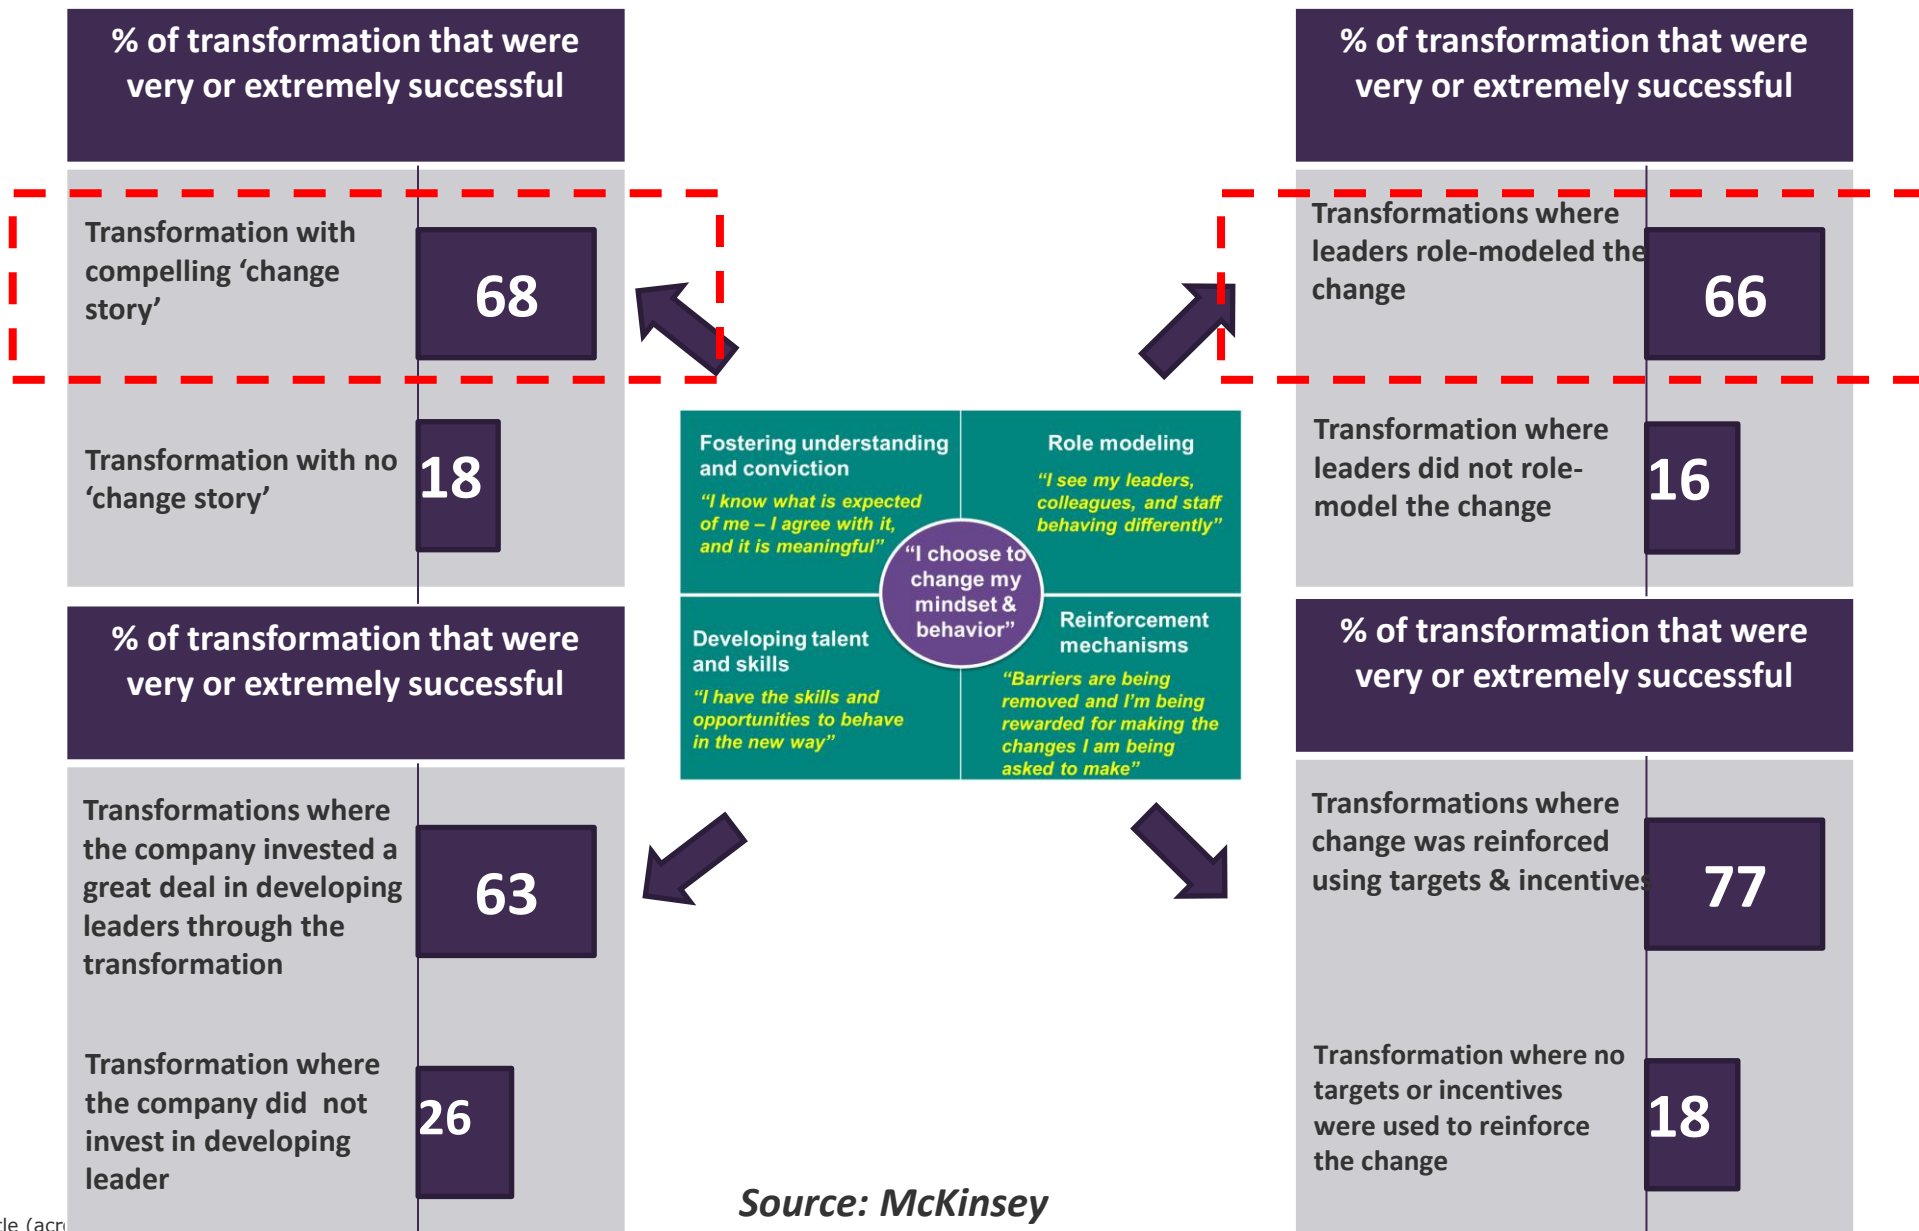 % of transformation that were
very or extremely successful
Transformation with
compelling ‘change
story’
68
Transformation with no
‘change story’
18
% of transformation that were
very or extremely successful
Transformations where
leaders role-modeled the
change
66
Transformation where
leaders did not role-
model the change
16
Fostering understanding
and conviction
“I know what is expected
of me – I agree with it,
and it is meaningful”
Role modeling
“I see my leaders,
colleagues, and staff
behaving differently”
“I choose to
change my
mindset &
behavior”
Developing talent
and skills
“I have the skills and
opportunities to behave
in the new way”
Reinforcement
mechanisms
“Barriers are being
removed and I’m being
rewarded for making the
changes I am being
asked to make”
% of transformation that were
very or extremely successful
Transformations where
the company invested a
great deal in developing
leaders through the
transformation
63
Transformation where
the company did  not
invest in developing
leader
26
% of transformation that were
very or extremely successful
Transformations where
change was reinforced
using targets & incentives
77
Transformation where no
targets or incentives
were used to reinforce
the change
18
Source: McKinsey